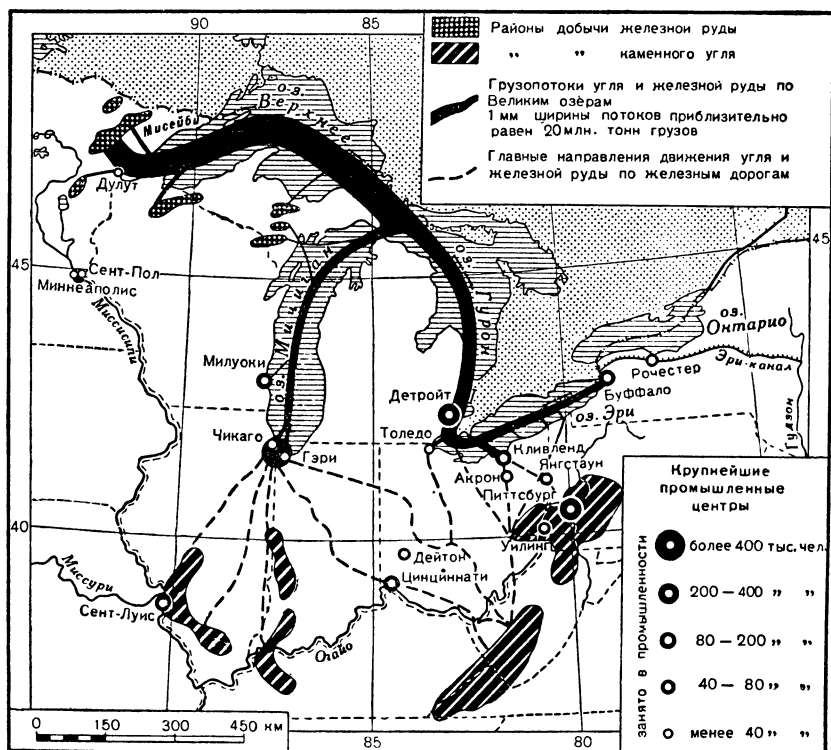 90
85
Районы добычи железной руды
„ „ каменного угля
Грузопотоки угля и железной руды по
Великим озёрам
1 мм ширины потоков приблизительно
равен 20 млн. тонн грузов
Главные направления движения угля и
железной руды по железным дорогам
оз. Верхнее
Мисейби
Дулут
45
45
Сент-Пол
Миннеаполис
Миссисипи
оз. Мичиган
оз. Гурон
оз.
Онтарио
Милуоки
Рочестер
Эри-канал
Детройт
Буффало
оз. Эри
Гудзон
Чикаго
Толедо
Гэри
Кливленд
Янгстаун
Акрон
Питтсбург
40
Уилинг
Дейтон
Цинциннати
Миссури
Сент-Луис
Огайо
Крупнейшие
промышленные
центры
занято в промышленности
более 400 тыс. чел.
200 — 400 „ „
80 — 200 „ „
40 — 80 „ „
менее 40 „ „
0 150 300 450 км
85
80